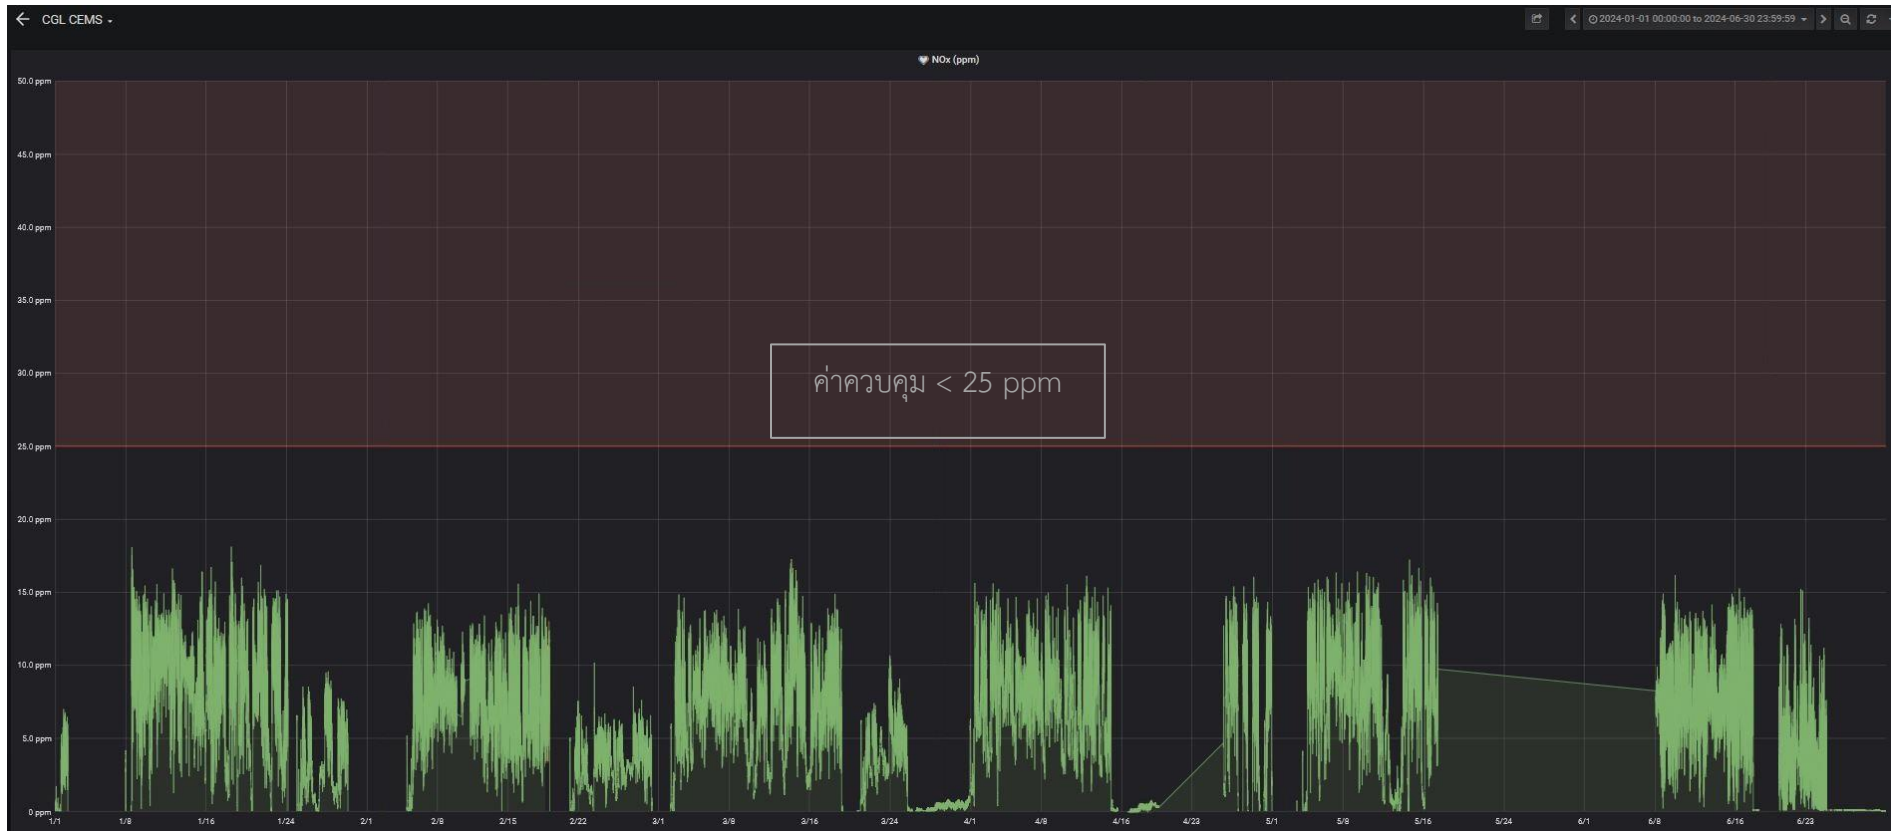 CGL CEMS
2024-01-01 00:00:00 to 2024-06-30 23:59:59
NOx (ppm)
50.0 ppm
45.0 ppm
40.0 ppm
35.0 ppm
30.0 ppm
ค่าควบคุม < 25 ppm
25.0 ppm
20.0 ppm
15.0 ppm
10.0 ppm
5.0 ppm
0 ppm
1/1 1/8 1/16 1/24 2/1 2/8 2/15 2/22 3/1 3/8 3/16 3/24 4/1 4/8 4/16 4/23 5/1 5/8 5/16 5/24 6/1 6/8 6/16 6/23